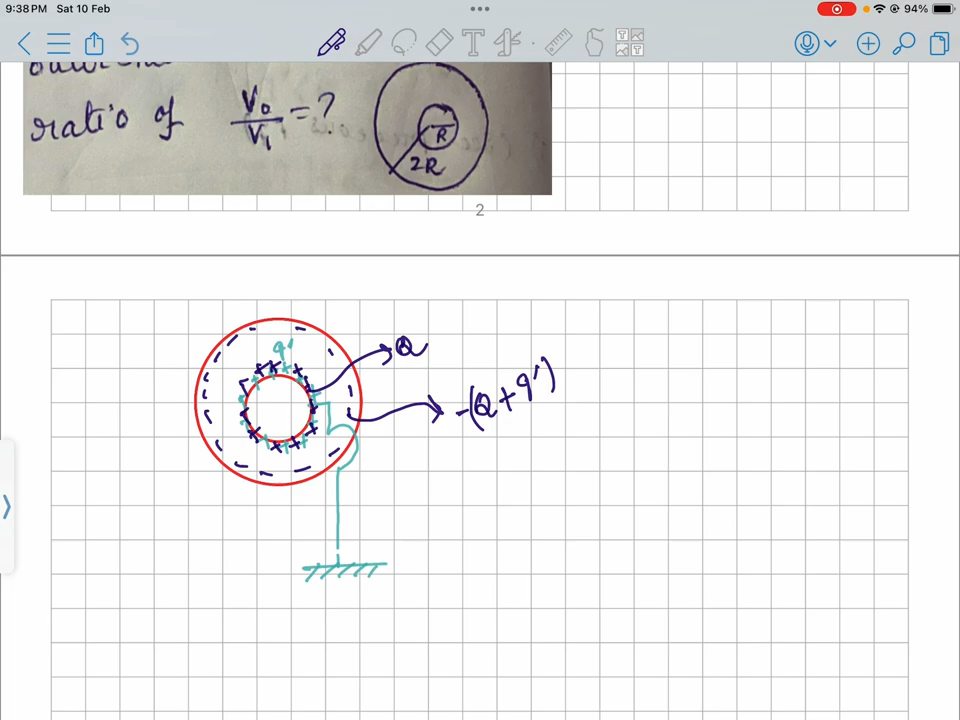 9:38 PM Sat 10 Feb
94%
ratio of V₀/V₁ = ?
R
2R
2
q'
Q
-(Q+q')